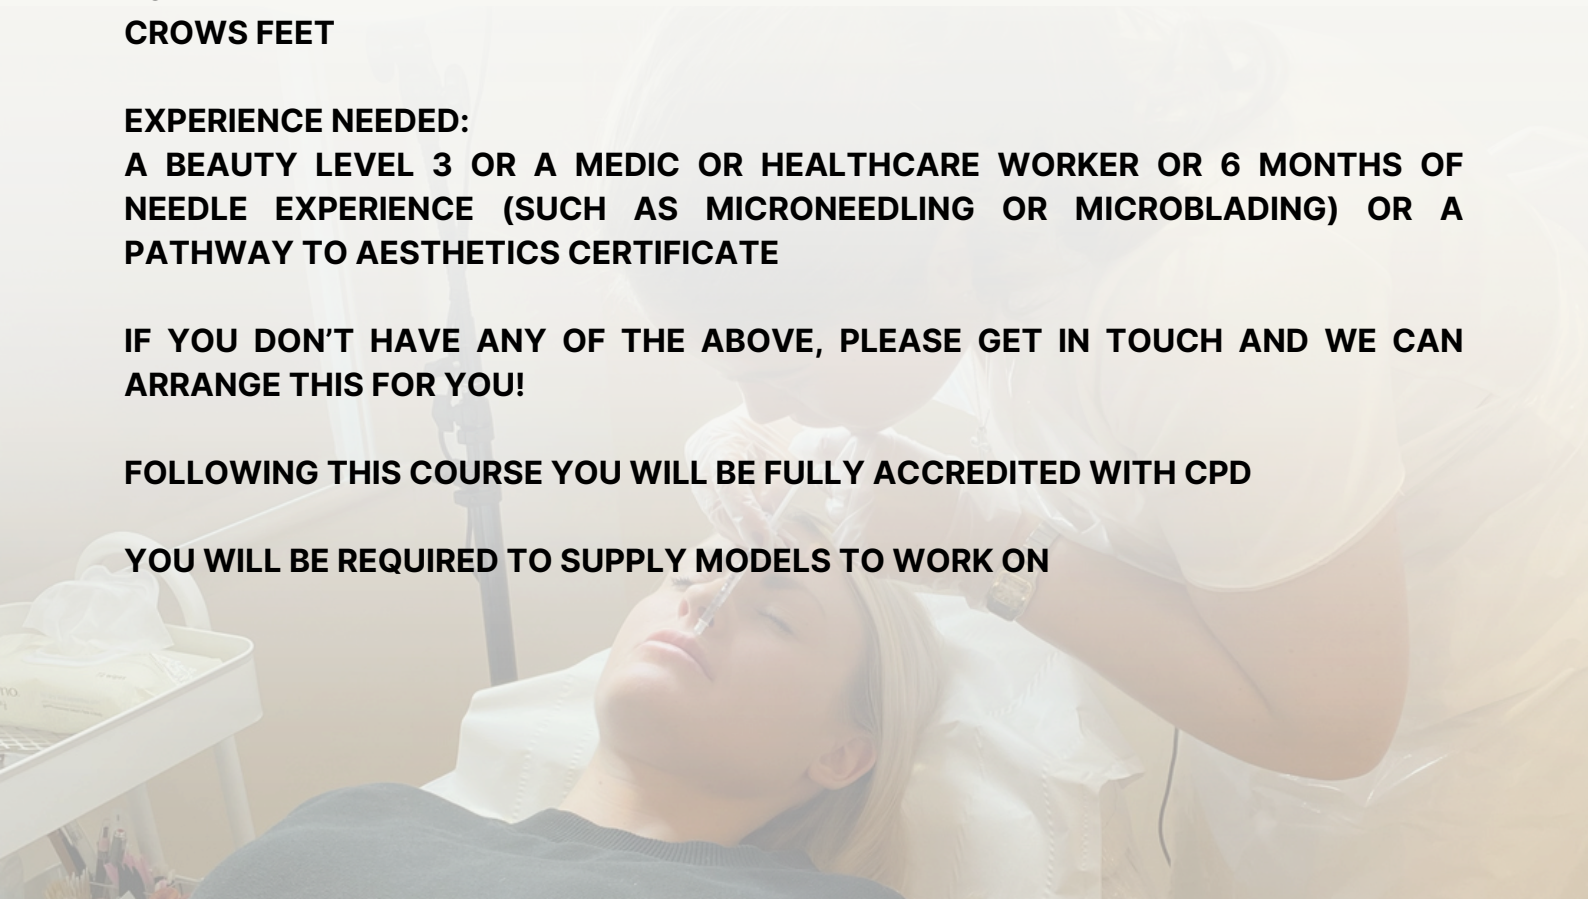 CROWS FEET
EXPERIENCE NEEDED:
A BEAUTY LEVEL 3 OR A MEDIC OR HEALTHCARE WORKER OR 6 MONTHS OF
NEEDLE EXPERIENCE (SUCH AS MICRONEEDLING OR MICROBLADING) OR A
PATHWAY TO AESTHETICS CERTIFICATE
IF YOU DON’T HAVE ANY OF THE ABOVE, PLEASE GET IN TOUCH AND WE CAN
ARRANGE THIS FOR YOU!
FOLLOWING THIS COURSE YOU WILL BE FULLY ACCREDITED WITH CPD
YOU WILL BE REQUIRED TO SUPPLY MODELS TO WORK ON